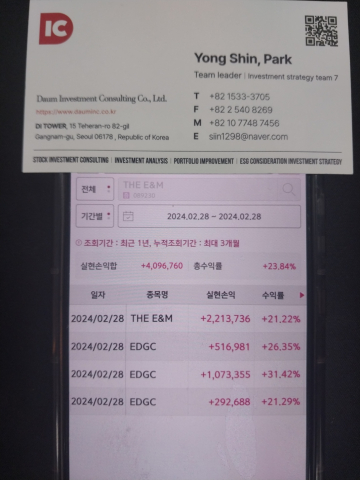 DIC
Yong Shin, Park
Team leader | Investment strategy team 7
Daum Investment Consulting Co., Ltd.
https://www.dauminc.co.kr
DI TOWER, 15 Teheran-ro 82-gil
Gangnam-gu, Seoul 06178 , Republic of Korea
T +82 1533-3705
F +82 2 540 8269
M +82 10 7748 7456
E slin1298@naver.com
STOCK INVESTMENT CONSULTING | INVESTMENT ANALYSIS | PORTFOLIO IMPROVEMENT | ESG CONSIDERATION INVESTMENT STRATEGY
전체 THE E&M
기간별 2024.02.28 ~ 2024.02.28
조회기간 : 최근 1년, 누적조회기간 : 최대 3개월
실현손익합 +4,096,760 총수익률 +23.84%
일자 종목명 실현손익 수익률
2024/02/28 THE E&M +2,213,736 +21,22%
2024/02/28 EDGC +516,981 +26,35%
2024/02/28 EDGC +1,073,355 +31,42%
2024/02/28 EDGC +292,688 +21,29%